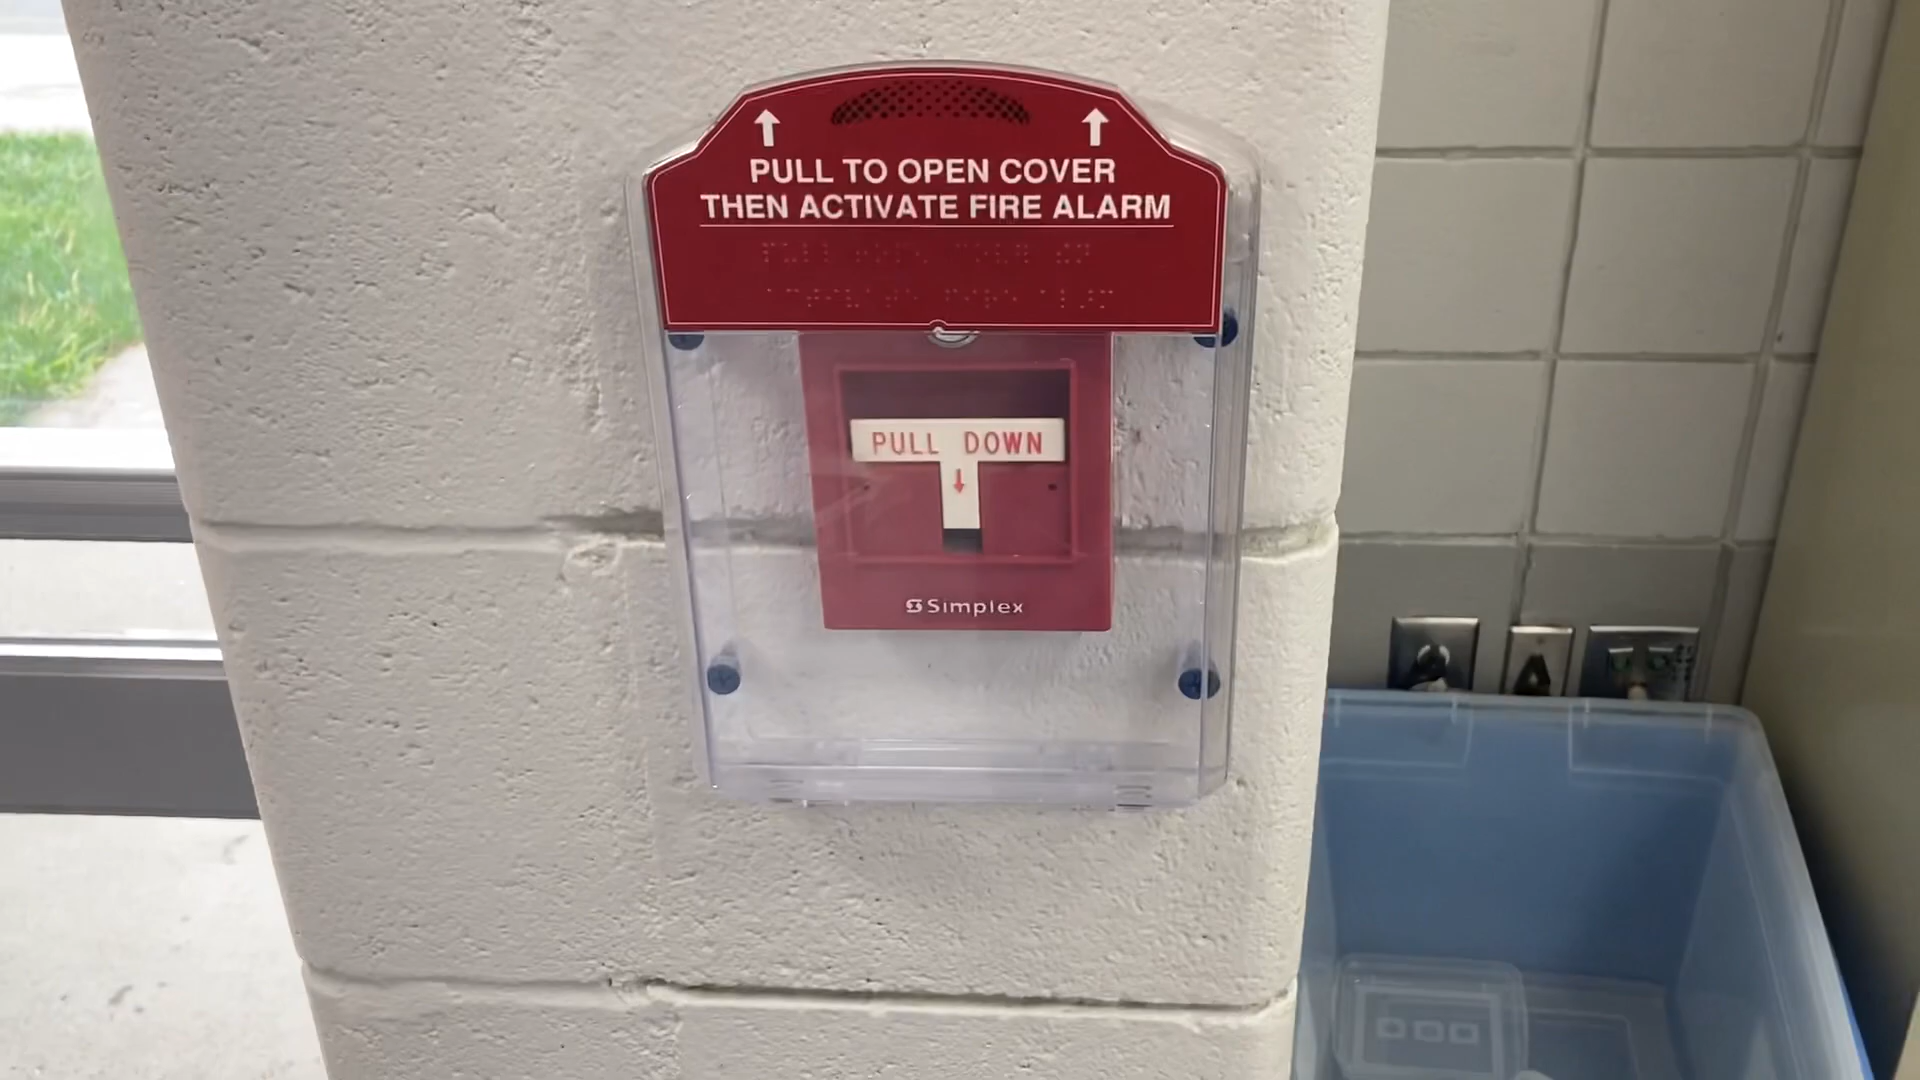 PULL TO OPEN COVER
THEN ACTIVATE FIRE ALARM
PULL DOWN
Simplex